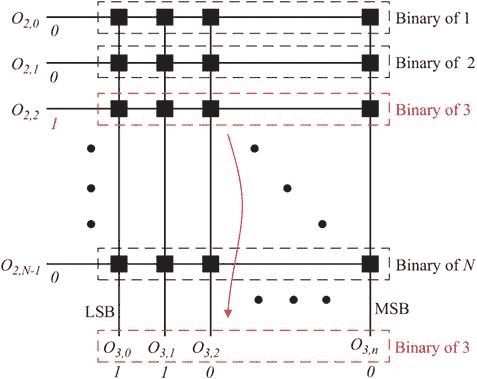 O2,0 0 Binary of 1
O2,1 0 Binary of 2
O2,2 1 Binary of 3
O2,N-1 0 Binary of N
LSB MSB
O3,0 O3,1 O3,2 O3,n Binary of 3
1 1 0 0